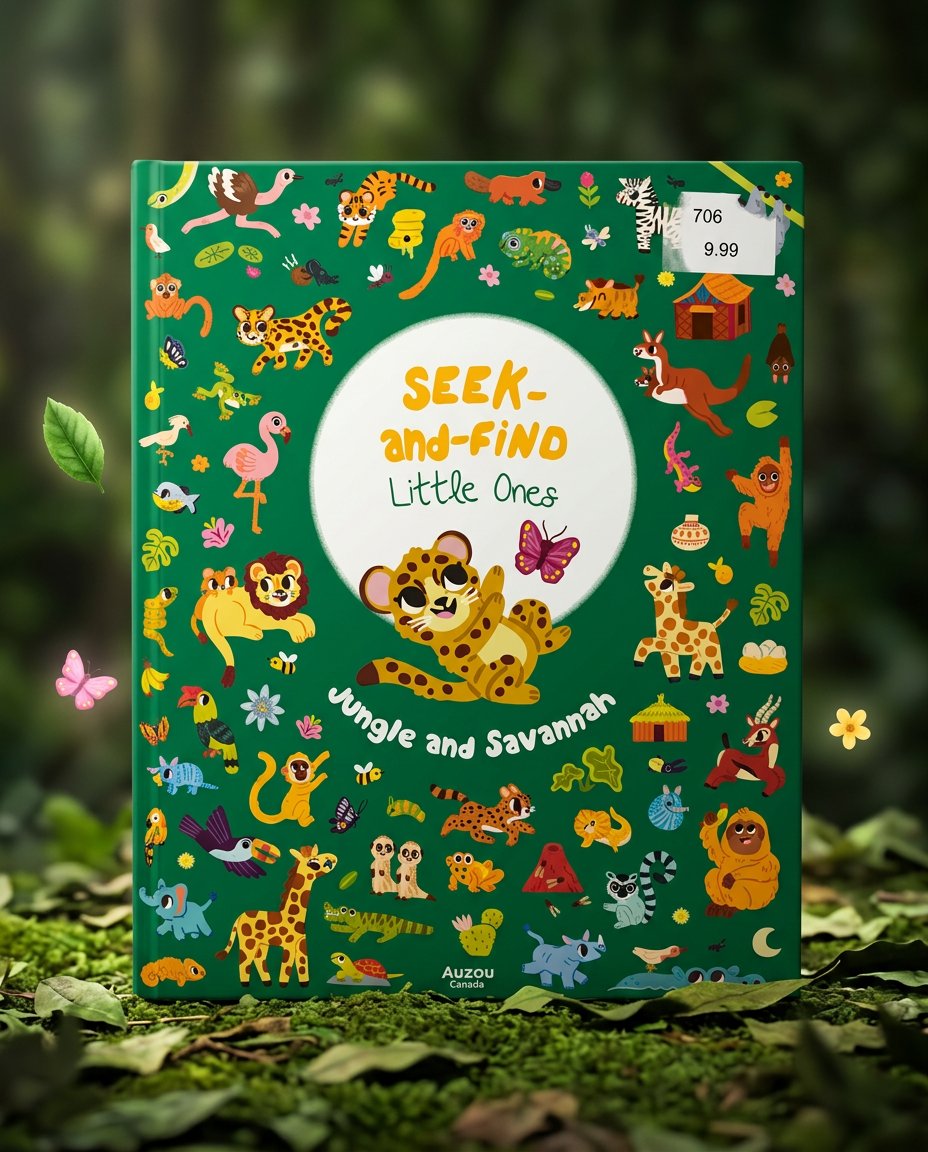 706
9.99
SEEK-
and-FiND
Little Ones
Jungle and Savannah
Auzou
Canada